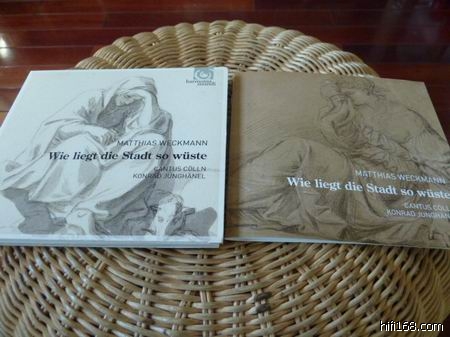 harmonia
mundi
MATTHIAS WECKMANN
Wie liegt die Stadt so wüste
CANTUS CÖLLN
KONRAD JUNGHÄNEL
MATTHIAS WECKMANN
Wie liegt die Stadt so wüste
CANTUS CÖLL
KONRAD JUNGHÄN
hifi168.com